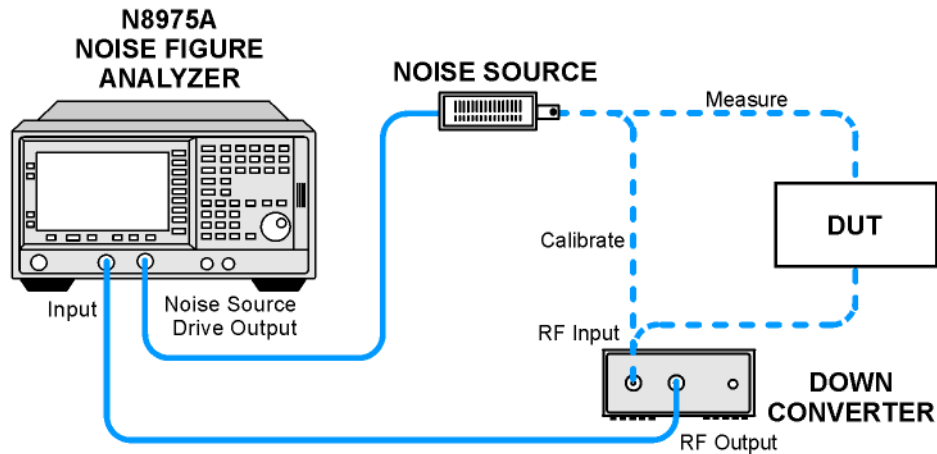 N8975A
NOISE FIGURE
ANALYZER
NOISE SOURCE
Measure
DUT
Calibrate
Input
Noise Source
Drive Output
RF Input
DOWN
CONVERTER
RF Output